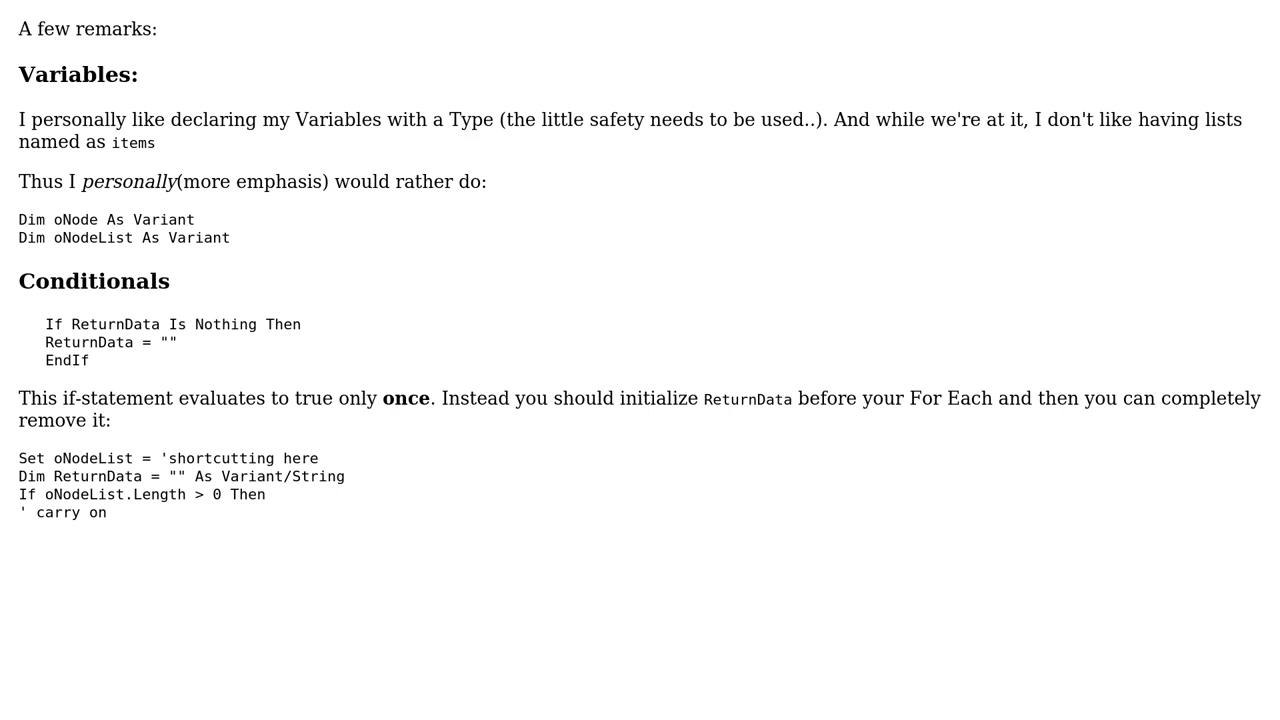 A few remarks:
Variables:
I personally like declaring my Variables with a Type (the little safety needs to be used..). And while we're at it, I don't like having lists
named as items
Thus I personally(more emphasis) would rather do:
Dim oNode As Variant
Dim oNodeList As Variant
Conditionals
If ReturnData Is Nothing Then
ReturnData = ""
EndIf
This if-statement evaluates to true only once. Instead you should initialize ReturnData before your For Each and then you can completely
remove it:
Set oNodeList = 'shortcutting here
Dim ReturnData = "" As Variant/String
If oNodeList.Length > 0 Then
' carry on